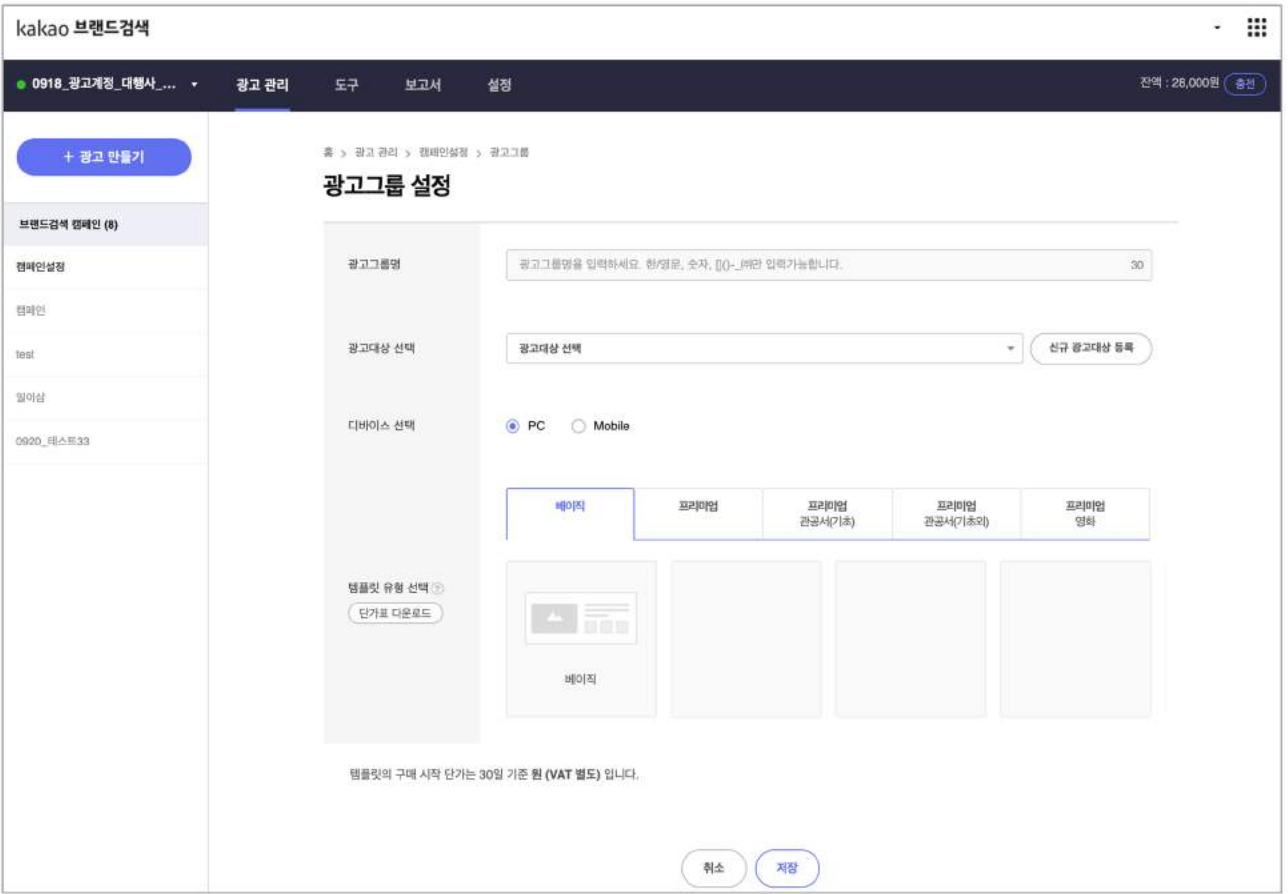 kakao 브랜드검색
0918_광고계정_대행사_...
광고 관리
도구
보고서
설정
잔액 : 28,000원
충전
+ 광고 만들기
브랜드검색 캠페인 (8)
캠페인설정
캠페인
test
일이삼
0920_테스트33
홈 > 광고 관리 > 캠페인설정 > 광고그룹
광고그룹 설정
광고그룹명
광고그룹명을 입력하세요. 한/영문, 숫자, []()-_㈜만 입력가능합니다.
30
광고대상 선택
광고대상 선택
신규 광고대상 등록
디바이스 선택
PC
Mobile
베이직
프리미엄
프리미엄
관공서(기초)
프리미엄
관공서(기초외)
프리미엄
영화
템플릿 유형 선택 ?
단가표 다운로드
베이직
템플릿의 구매 시작 단가는 30일 기준 원 (VAT 별도) 입니다.
취소
저장